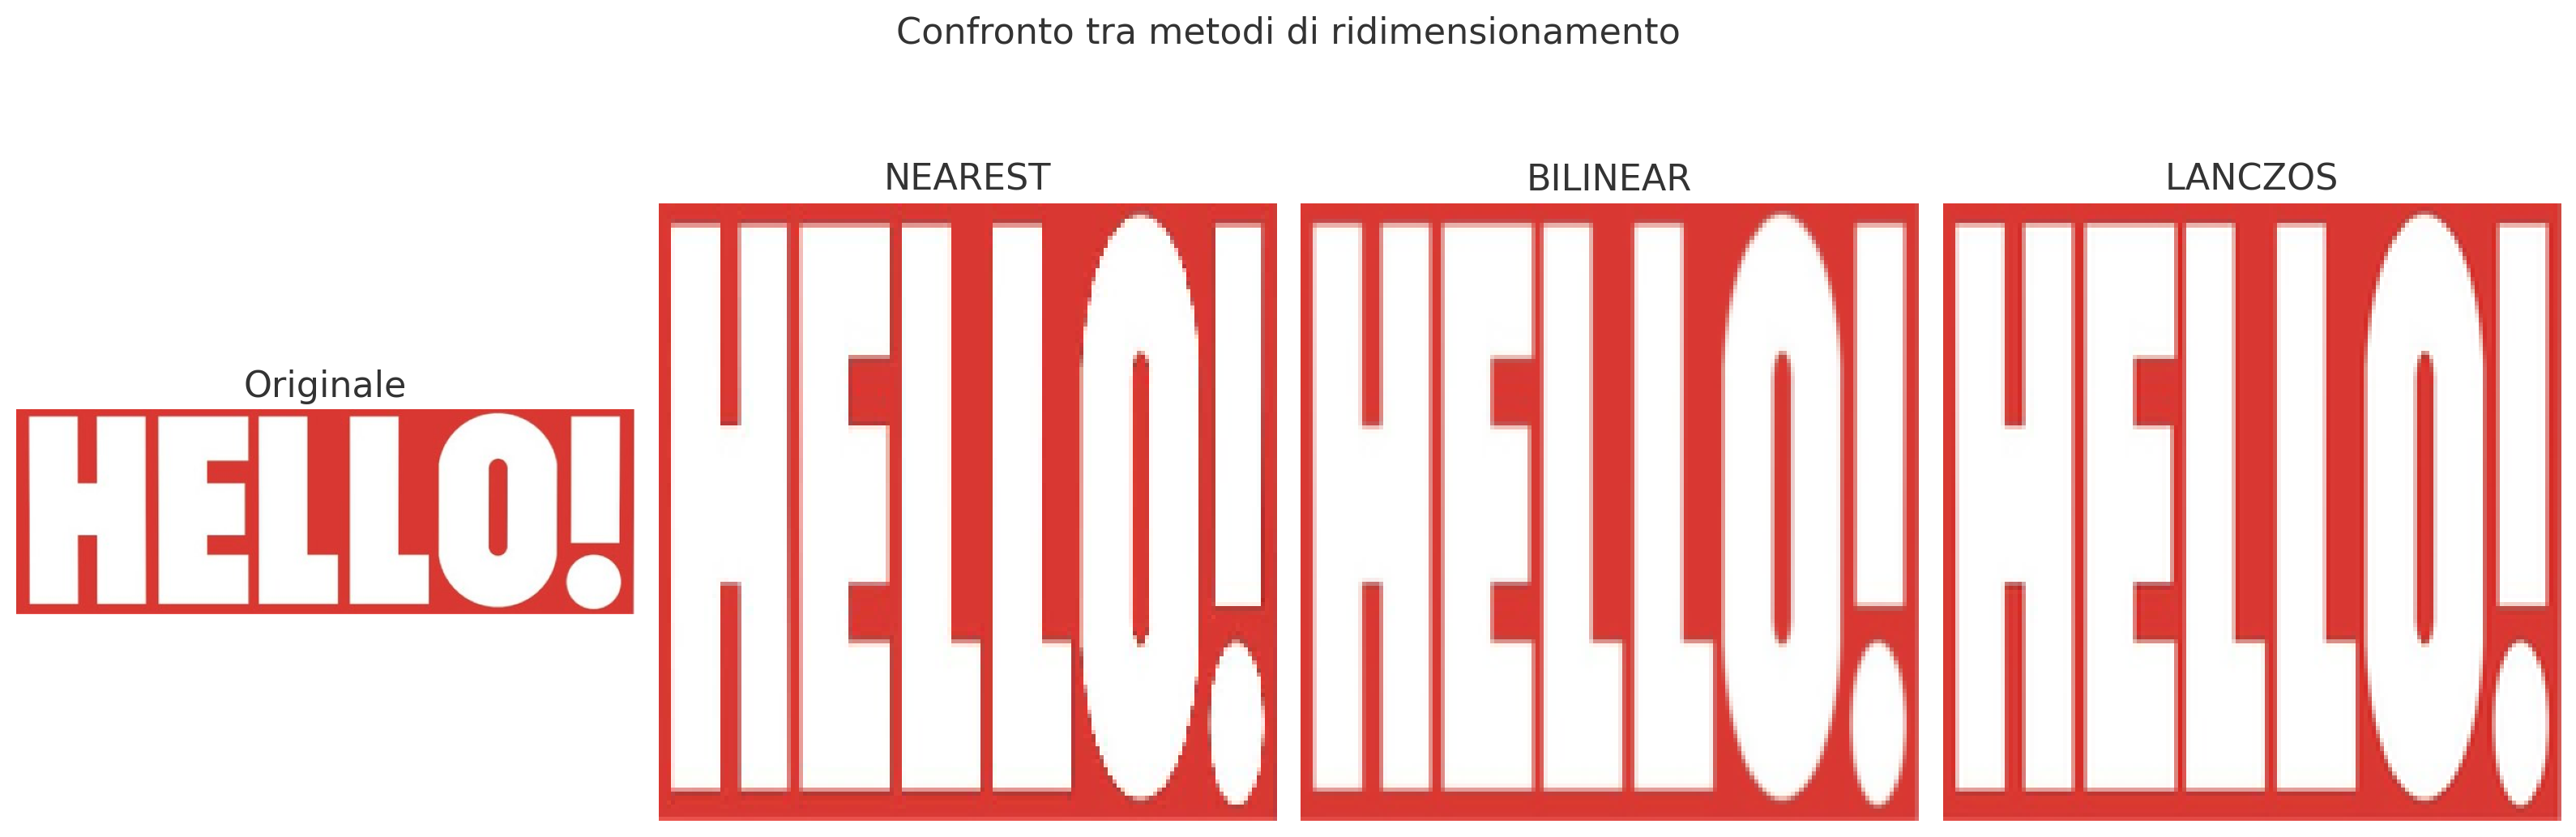 Confronto tra metodi di ridimensionamento
Originale
HELLO!
NEAREST
HELLO!
BILINEAR
HELLO!
LANCZOS
HELLO!